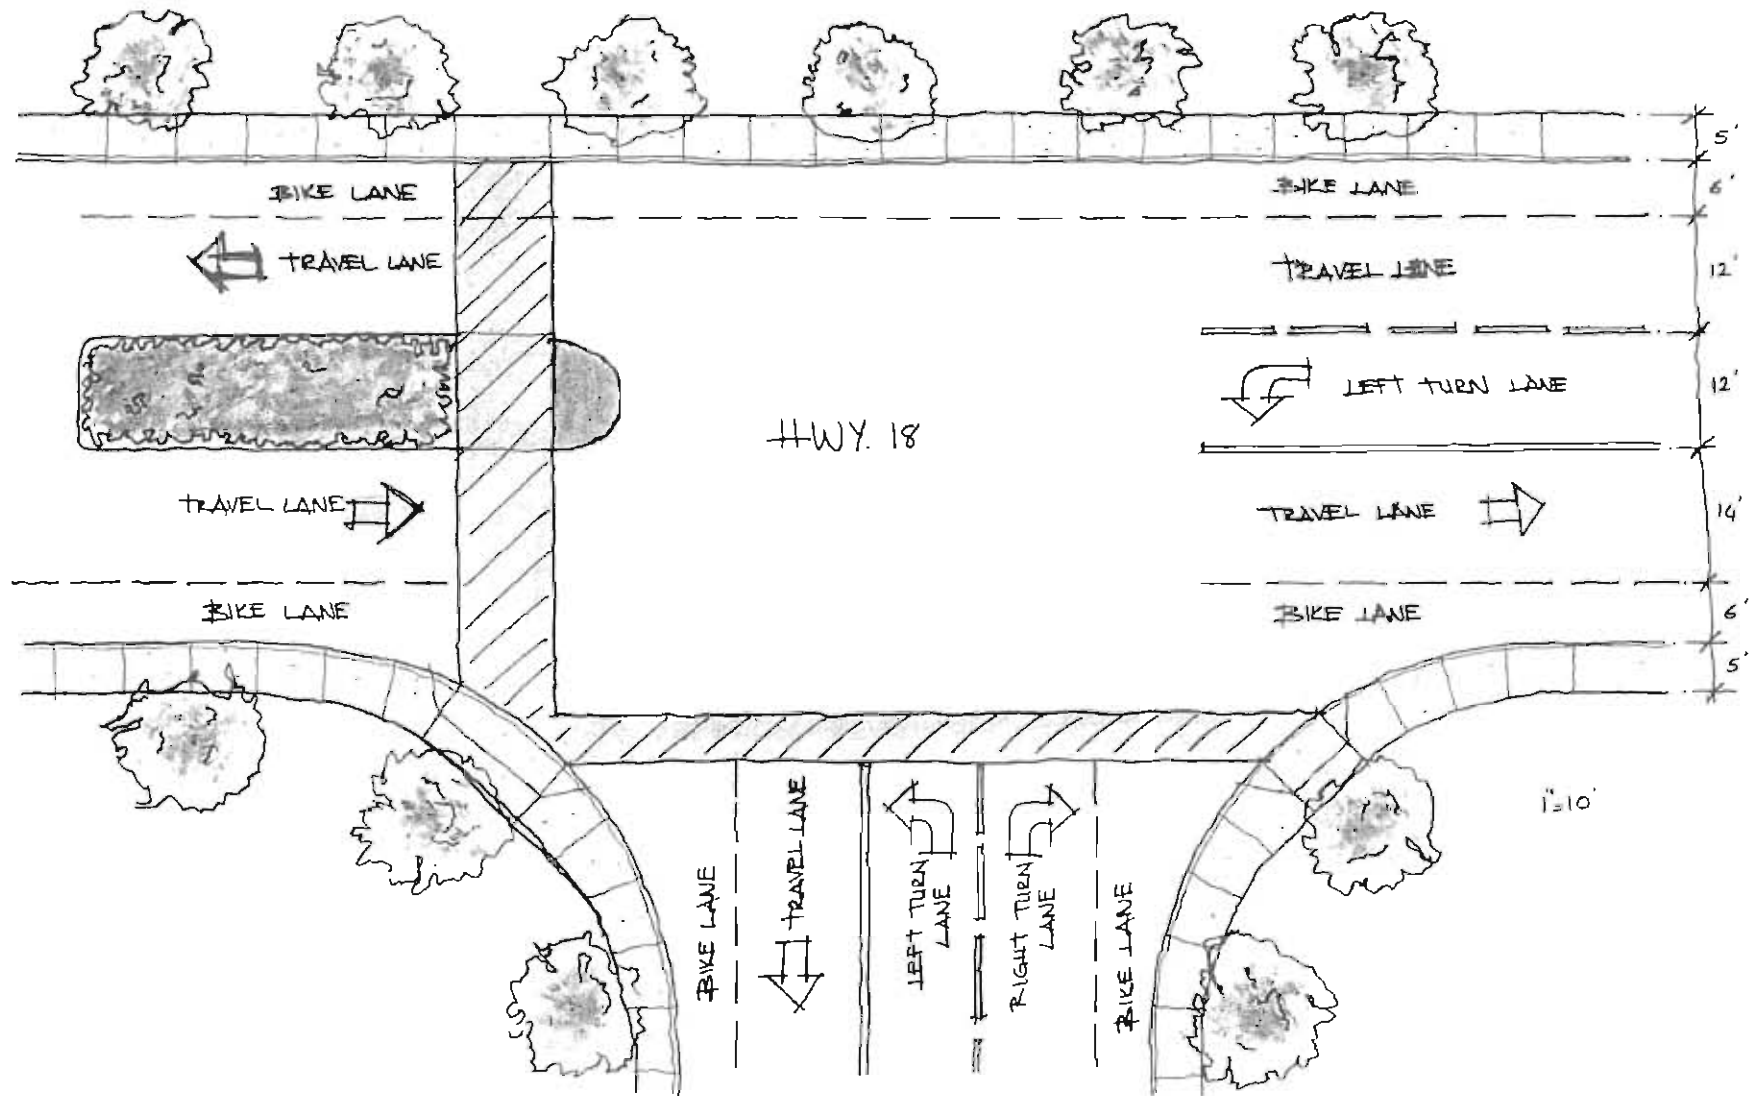 5'
BIKE LANE
BIKE LANE
6'
TRAVEL LANE
TRAVEL LANE
12'
LEFT TURN LANE
12'
HWY. 18
TRAVEL LANE
TRAVEL LANE
14'
BIKE LANE
BIKE LANE
6'
5'
1"=10'
BIKE LANE
TRAVEL LANE
LEFT TURN
LANE
RIGHT TURN
LANE
BIKE LANE